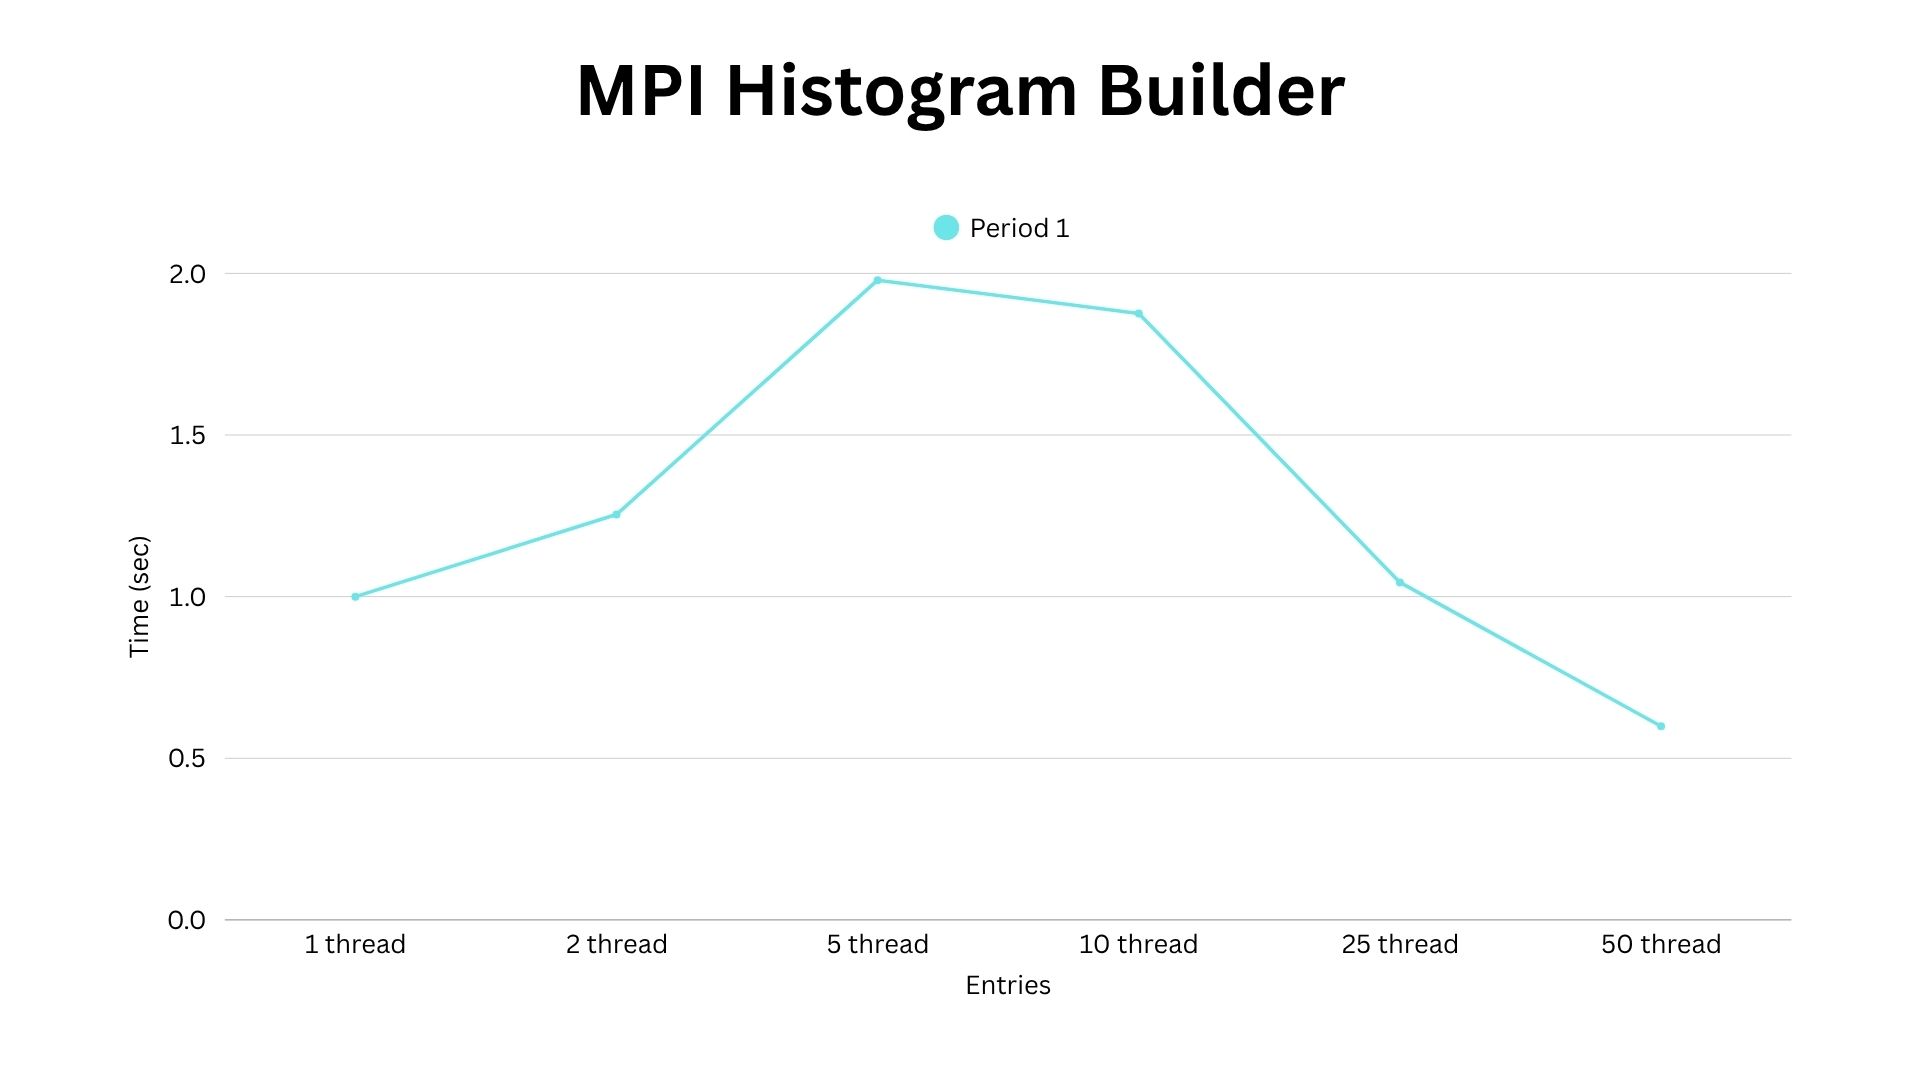 MPI Histogram Builder
Period 1
2.0
1.5
1.0
0.5
0.0
Time (sec)
1 thread
2 thread
5 thread
10 thread
25 thread
50 thread
Entries